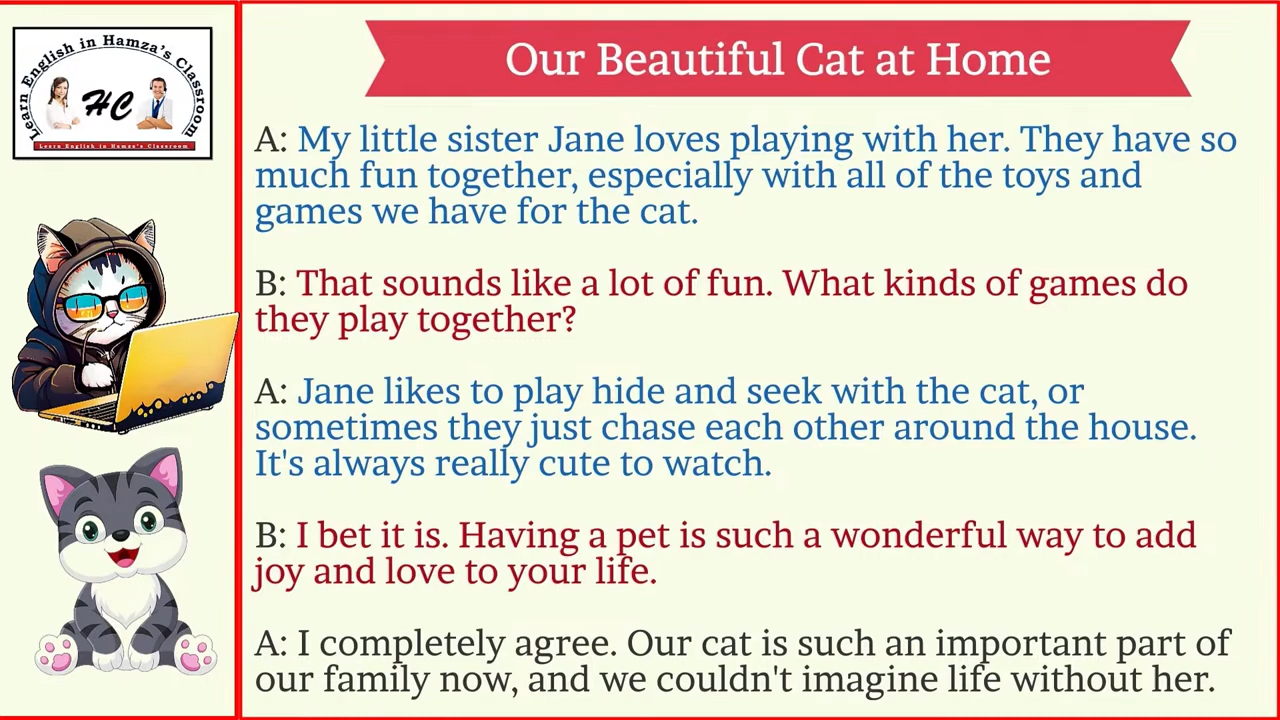 Learn English in Hamza's Classroom
HC
Learn English in Hamza's Classroom
Our Beautiful Cat at Home
A: My little sister Jane loves playing with her. They have so
much fun together, especially with all of the toys and
games we have for the cat.
B: That sounds like a lot of fun. What kinds of games do
they play together?
A: Jane likes to play hide and seek with the cat, or
sometimes they just chase each other around the house.
It's always really cute to watch.
B: I bet it is. Having a pet is such a wonderful way to add
joy and love to your life.
A: I completely agree. Our cat is such an important part of
our family now, and we couldn't imagine life without her.